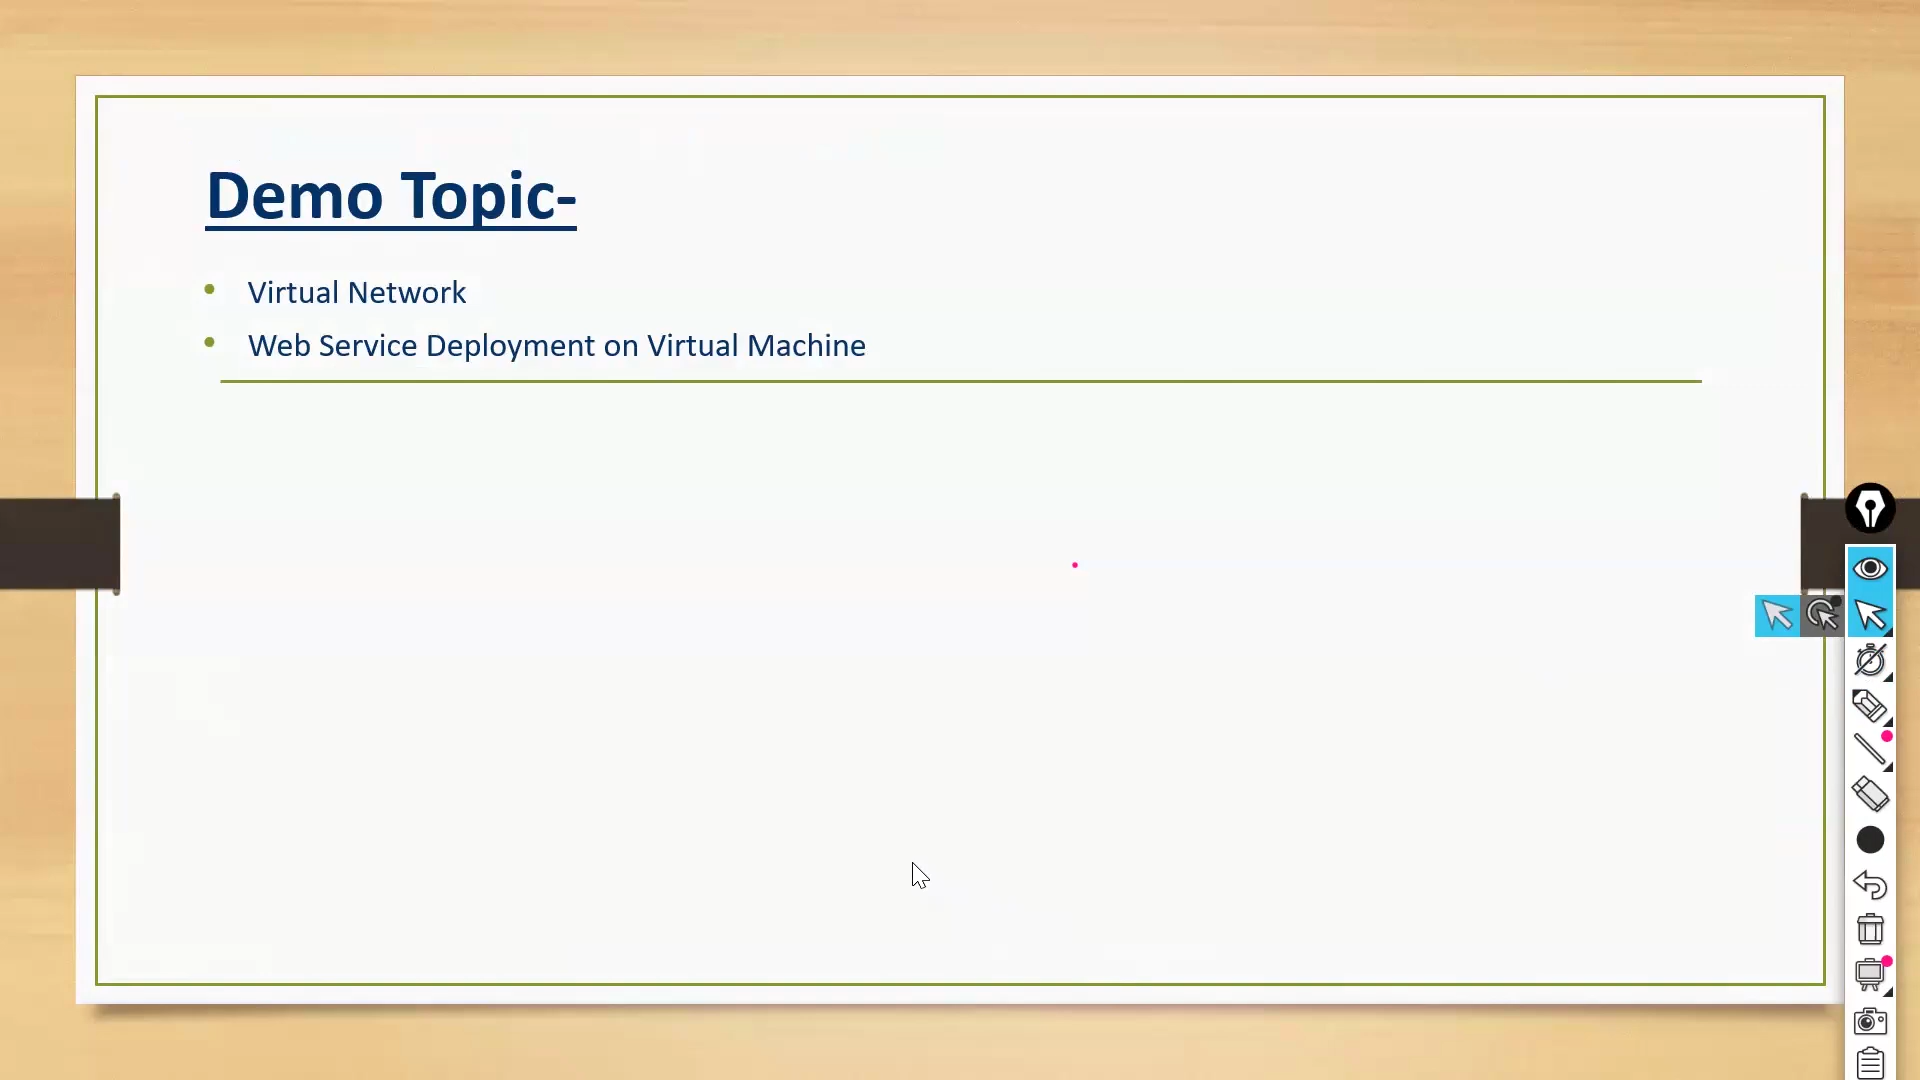 Demo Topic-
Virtual Network
Web Service Deployment on Virtual Machine